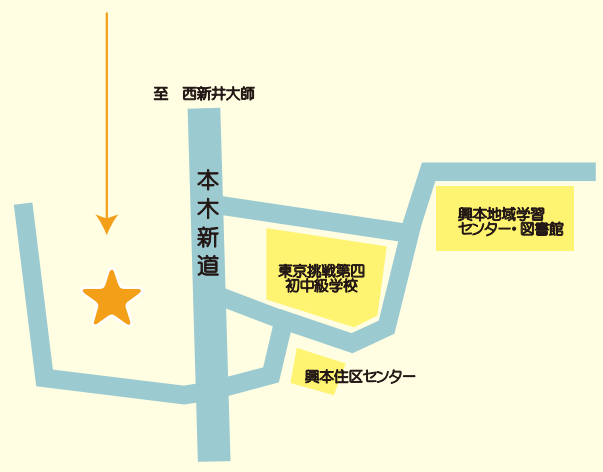 至　西新井大師
本木新道
興本地域学習
センター・図書館
東京挑戦第四
初中級学校
興本住区センター